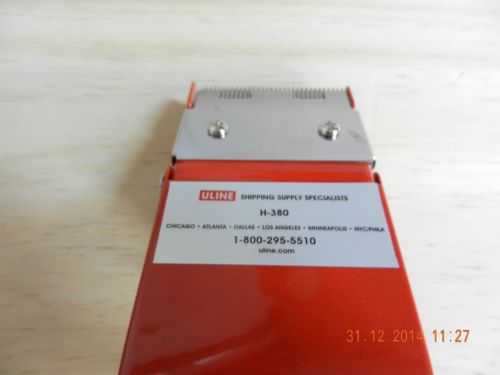 ULINE SHIPPING SUPPLY SPECIALISTS
H-380
CHICAGO • ATLANTA • DALLAS • LOS ANGELES • MINNEAPOLIS • NYC/PHILA
1-800-295-5510
uline.com
31.12.2014 11:27